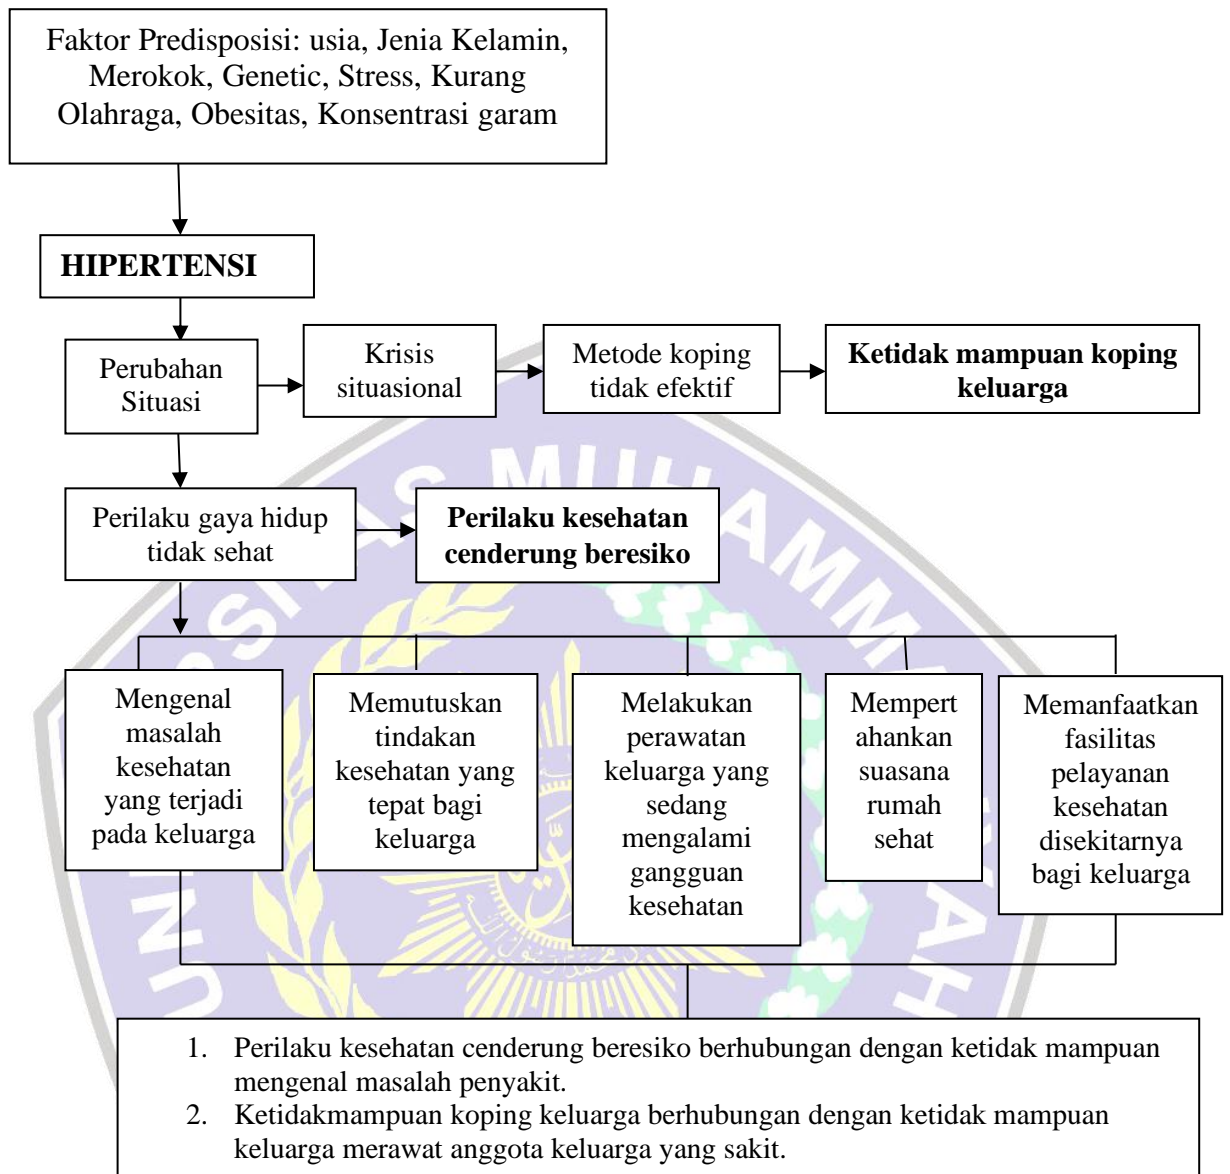 Faktor Predisposisi: usia, Jenia Kelamin,
Merokok, Genetic, Stress, Kurang
Olahraga, Obesitas, Konsentrasi garam
HIPERTENSI
Perubahan
Situasi
Krisis
situasional
Metode koping
tidak efektif
Ketidak mampuan koping
keluarga
Perilaku gaya hidup
tidak sehat
Perilaku kesehatan
cenderung beresiko
Mengenal
masalah
kesehatan
yang terjadi
pada keluarga
Memutuskan
tindakan
kesehatan yang
tepat bagi
keluarga
Melakukan
perawatan
keluarga yang
sedang
mengalami
gangguan
kesehatan
Mempert
ahankan
suasana
rumah
sehat
Memanfaatkan
fasilitas
pelayanan
kesehatan
disekitarnya
bagi keluarga
1. Perilaku kesehatan cenderung beresiko berhubungan dengan ketidak mampuan
mengenal masalah penyakit.
2. Ketidakmampuan koping keluarga berhubungan dengan ketidak mampuan
keluarga merawat anggota keluarga yang sakit.